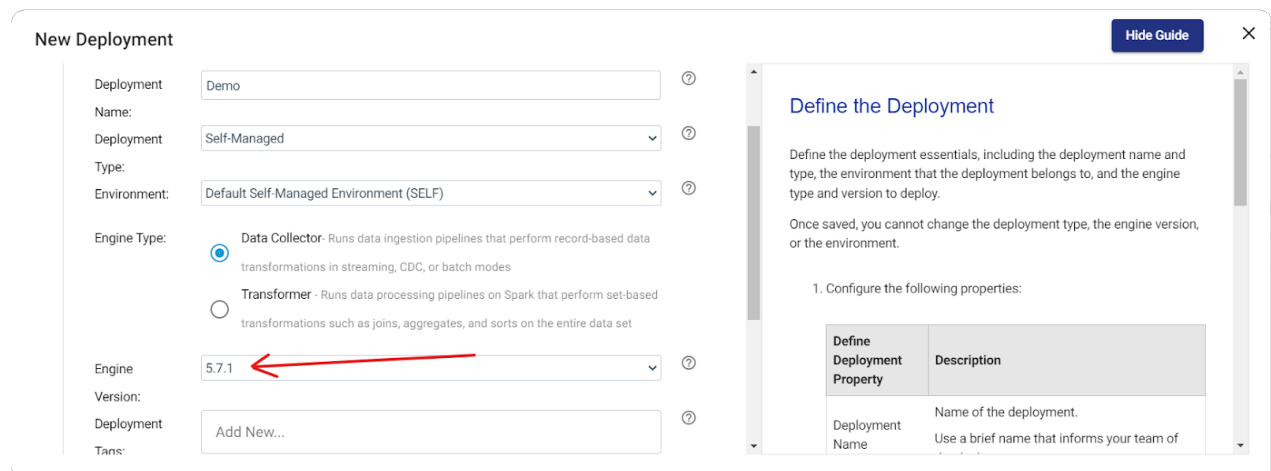 New Deployment
Hide Guide
Deployment
Name:
Demo
Deployment
Type:
Self-Managed
Environment:
Default Self-Managed Environment (SELF)
Engine Type:
Data Collector- Runs data ingestion pipelines that perform record-based data
transformations in streaming, CDC, or batch modes
Transformer - Runs data processing pipelines on Spark that perform set-based
transformations such as joins, aggregates, and sorts on the entire data set
Engine
Version:
5.7.1
Deployment
Tags:
Add New...
Define the Deployment
Define the deployment essentials, including the deployment name and
type, the environment that the deployment belongs to, and the engine
type and version to deploy.
Once saved, you cannot change the deployment type, the engine version,
or the environment.
1. Configure the following properties:
Define
Deployment
Property
Description
Deployment
Name
Name of the deployment.
Use a brief name that informs your team of